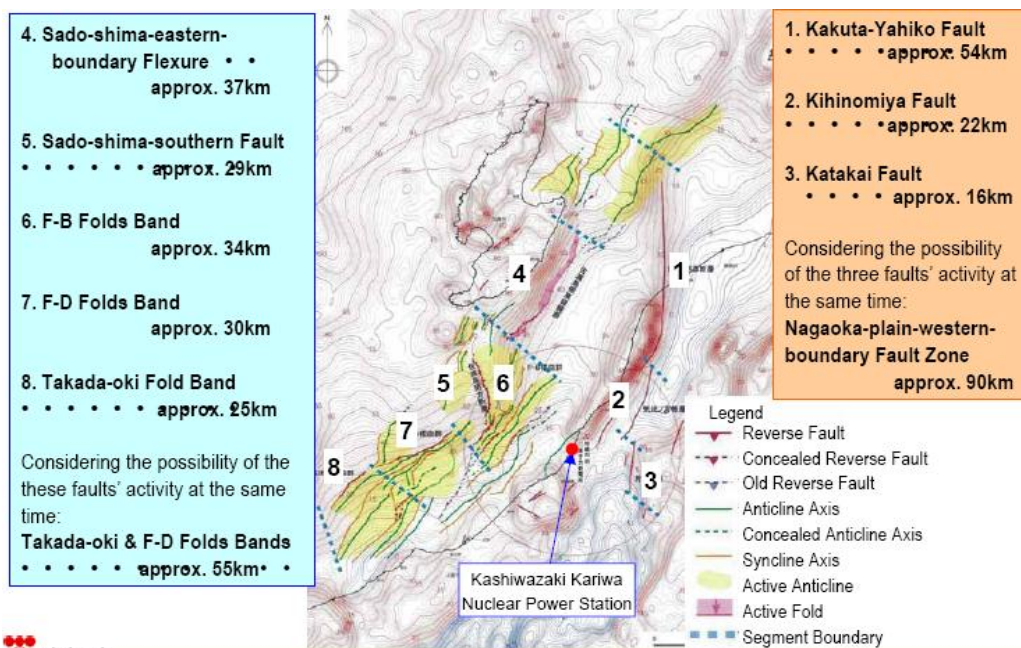 4. Sado-shima-eastern-
boundary Flexure • •
approx. 37km
5. Sado-shima-southern Fault
• • • • • • • approx. 29km
6. F-B Folds Band
approx. 34km
7. F-D Folds Band
approx. 30km
8. Takada-oki Fold Band
• • • • • • • approx. 25km
Considering the possibility of the
these faults' activity at the same
time:
Takada-oki & F-D Folds Bands
• • • • • • • approx. 55km • •
1. Kakuta-Yahiko Fault
• • • • • • • approx. 54km
2. Kihinomiya Fault
• • • • • • approx. 22km
3. Katakai Fault
• • • • approx. 16km
Considering the possibility
of the three faults' activity at
the same time:
Nagaoka-plain-western-
boundary Fault Zone
approx. 90km
N
1
4
2
5
6
7
8
3
Kashiwazaki Kariwa
Nuclear Power Station
Legend
Reverse Fault
Concealed Reverse Fault
Old Reverse Fault
Anticline Axis
Concealed Anticline Axis
Syncline Axis
Active Anticline
Active Fold
Segment Boundary